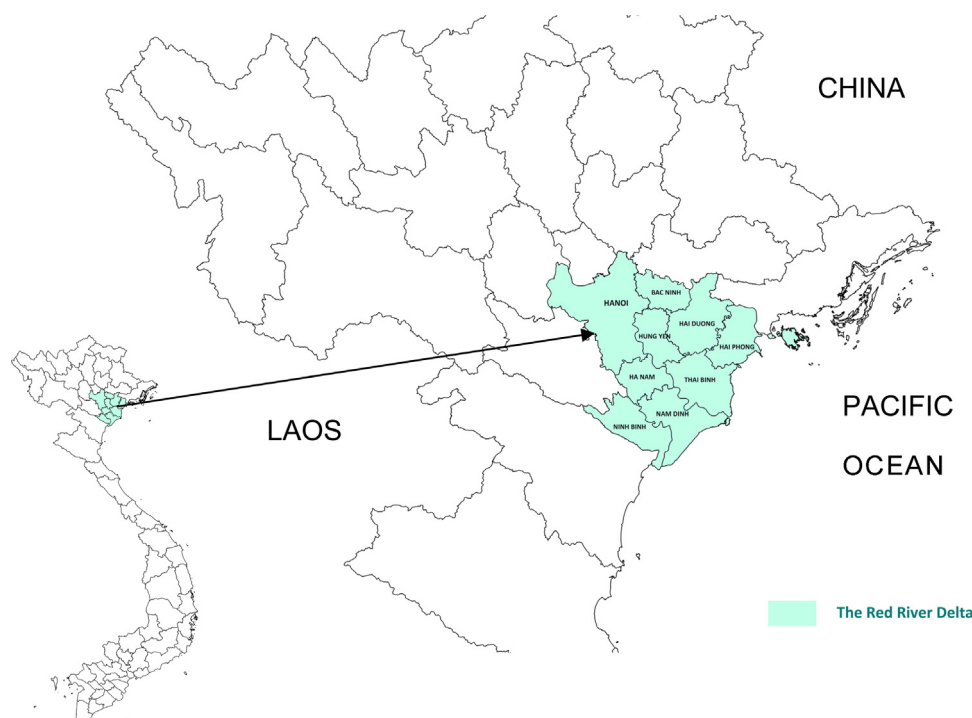 CHINA
HANOI
BAC NINH
HAI DUONG
HUNG YEN
HAI PHONG
HA NAM
THAI BINH
NAM DINH
NINH BINH
LAOS
PACIFIC
OCEAN
The Red River Delta